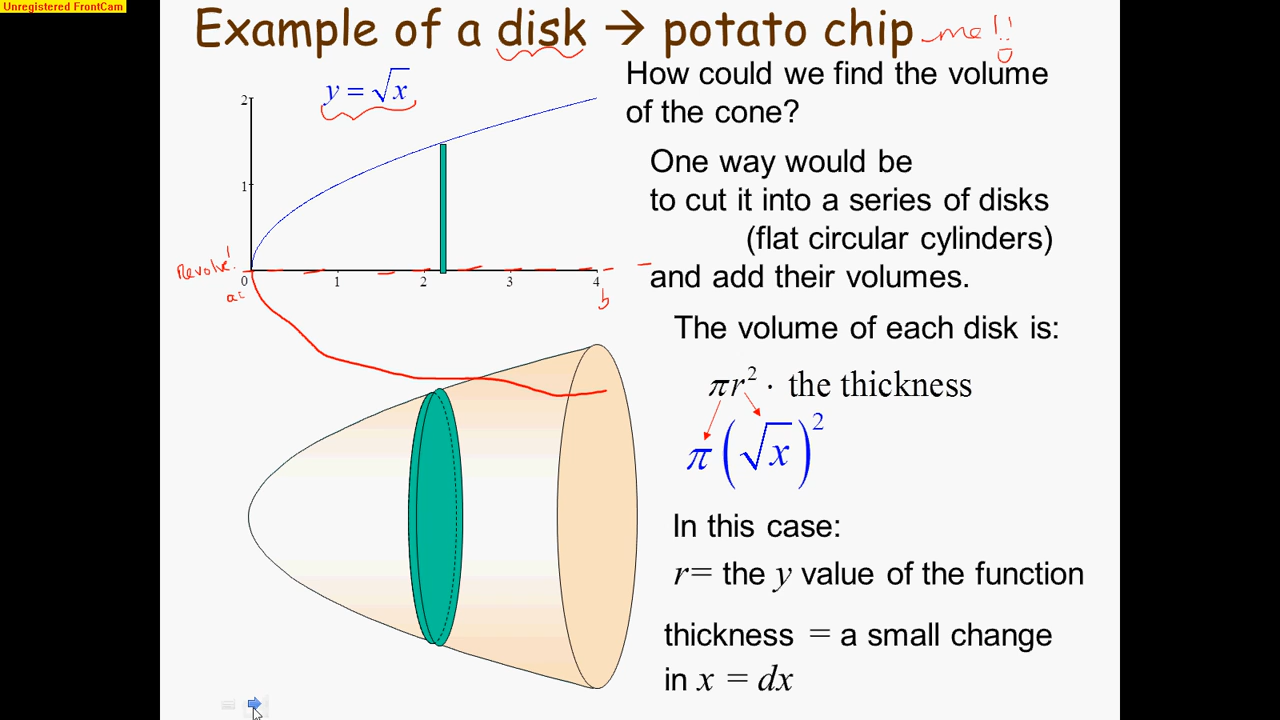 Unregistered FrontCam
Example of a disk → potato chip me!!
y = √x
How could we find the volume
of the cone?
One way would be
to cut it into a series of disks
(flat circular cylinders)
and add their volumes.
2
1
Revolve!
0 1 2 3 4
a= b
The volume of each disk is:
πr² · the thickness
π(√x)²
In this case:
r= the y value of the function
thickness = a small change
in x = dx